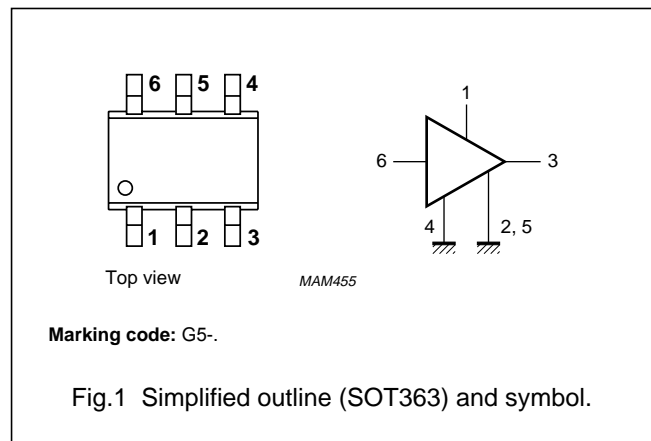 6 5 4
1 2 3
Top view
1
6
3
4
2, 5
MAM455
Marking code: G5-.
Fig.1 Simplified outline (SOT363) and symbol.